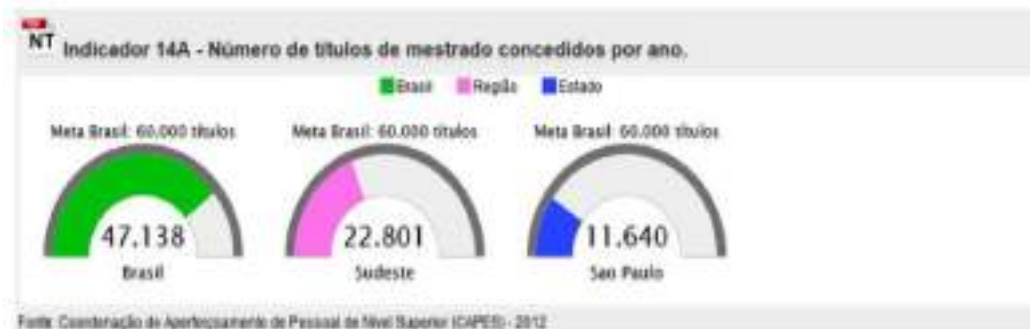 NT Indicador 14A - Número de títulos de mestrado concedidos por ano.
Brasil Região Estado
Meta Brasil: 60.000 títulos
47.138
Brasil
Meta Brasil: 60.000 títulos
22.801
Sudeste
Meta Brasil: 60.000 títulos
11.640
Sao Paulo
Fonte: Coordenação de Aperfeiçoamento de Pessoal de Nível Superior (CAPES) - 2012